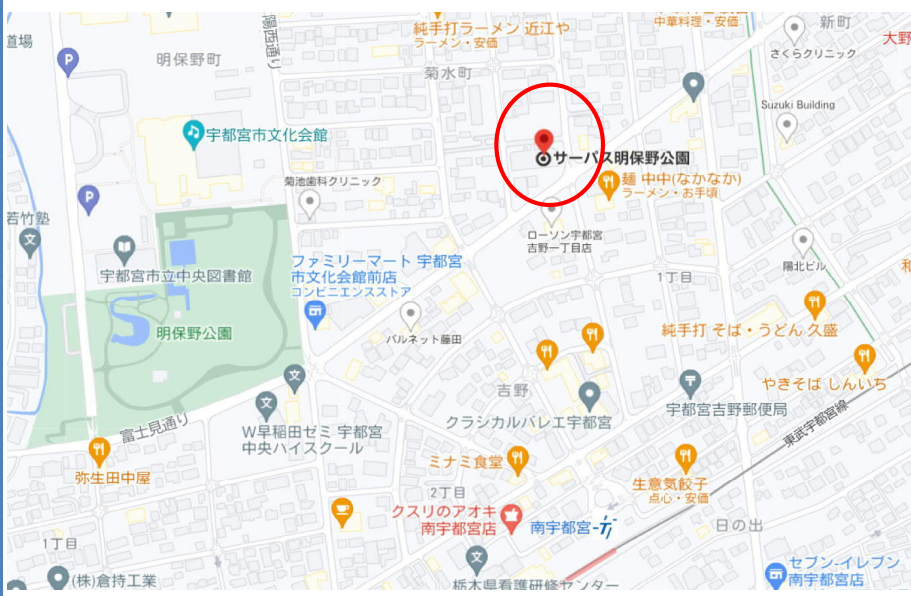 純手打ラーメン 近江や
ラーメン・安価
中華料理・安価
新町
さくらクリニック
大野
道場
P
明保野町
陽西通り
菊水町
Suzuki Building
宇都宮市文化会館
サーパス明保野公園
麺 中中(なかなか)
ラーメン・お手頃
菊池歯科クリニック
P
若竹塾
文
ローソン宇都宮
吉野一丁目店
宇都宮市立中央図書館
ファミリーマート 宇都宮
市文化会館前店
コンビニエンスストア
1丁目
陽北ビル
和
明保野公園
パルネット藤田
純手打 そば・うどん 久盛
吉野
やきそば しんいち
文
文
クラシカルバレエ宇都宮
宇都宮吉野郵便局
富士見通り
W早稲田ゼミ 宇都宮
中央ハイスクール
東武宇都宮線
弥生田中屋
ミナミ食堂
生意気餃子
点心・安価
2丁目
クスリのアオキ
南宇都宮店
南宇都宮
日の出
1丁目
文
セブン-イレブン
南宇都宮店
(株)倉持工業
栃木県看護研修センター